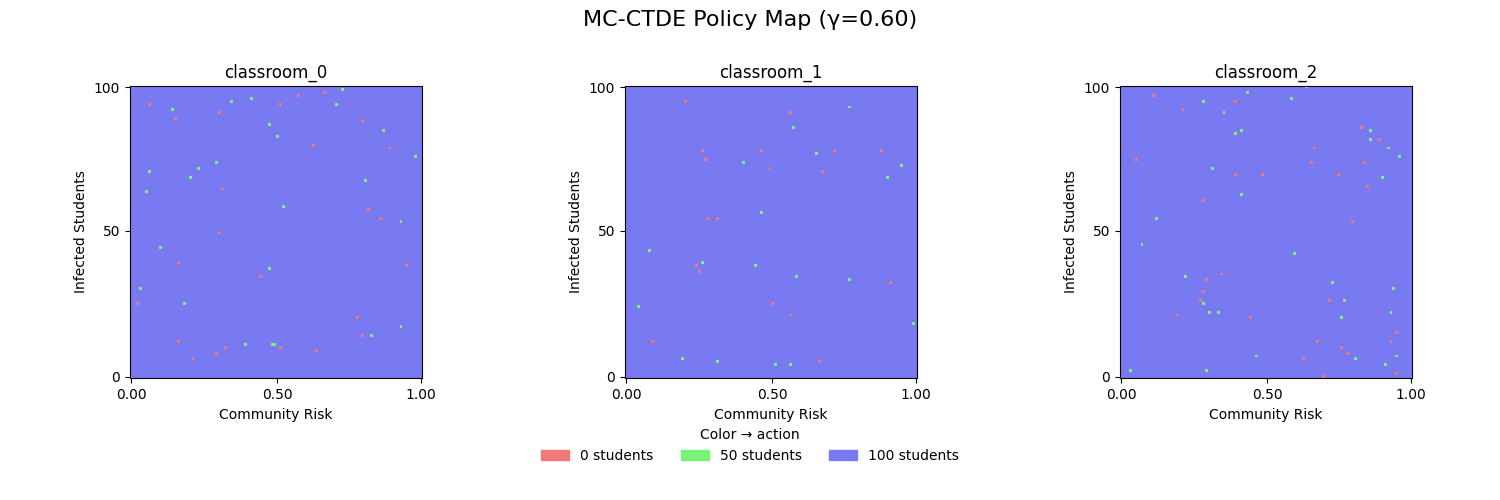 MC-CTDE Policy Map (γ=0.60)
classroom_0
100
50
0
Infected Students
0.00 0.50 1.00
Community Risk
classroom_1
100
50
0
Infected Students
0.00 0.50 1.00
Community Risk
classroom_2
100
50
0
Infected Students
0.00 0.50 1.00
Community Risk
Color → action
0 students 50 students 100 students